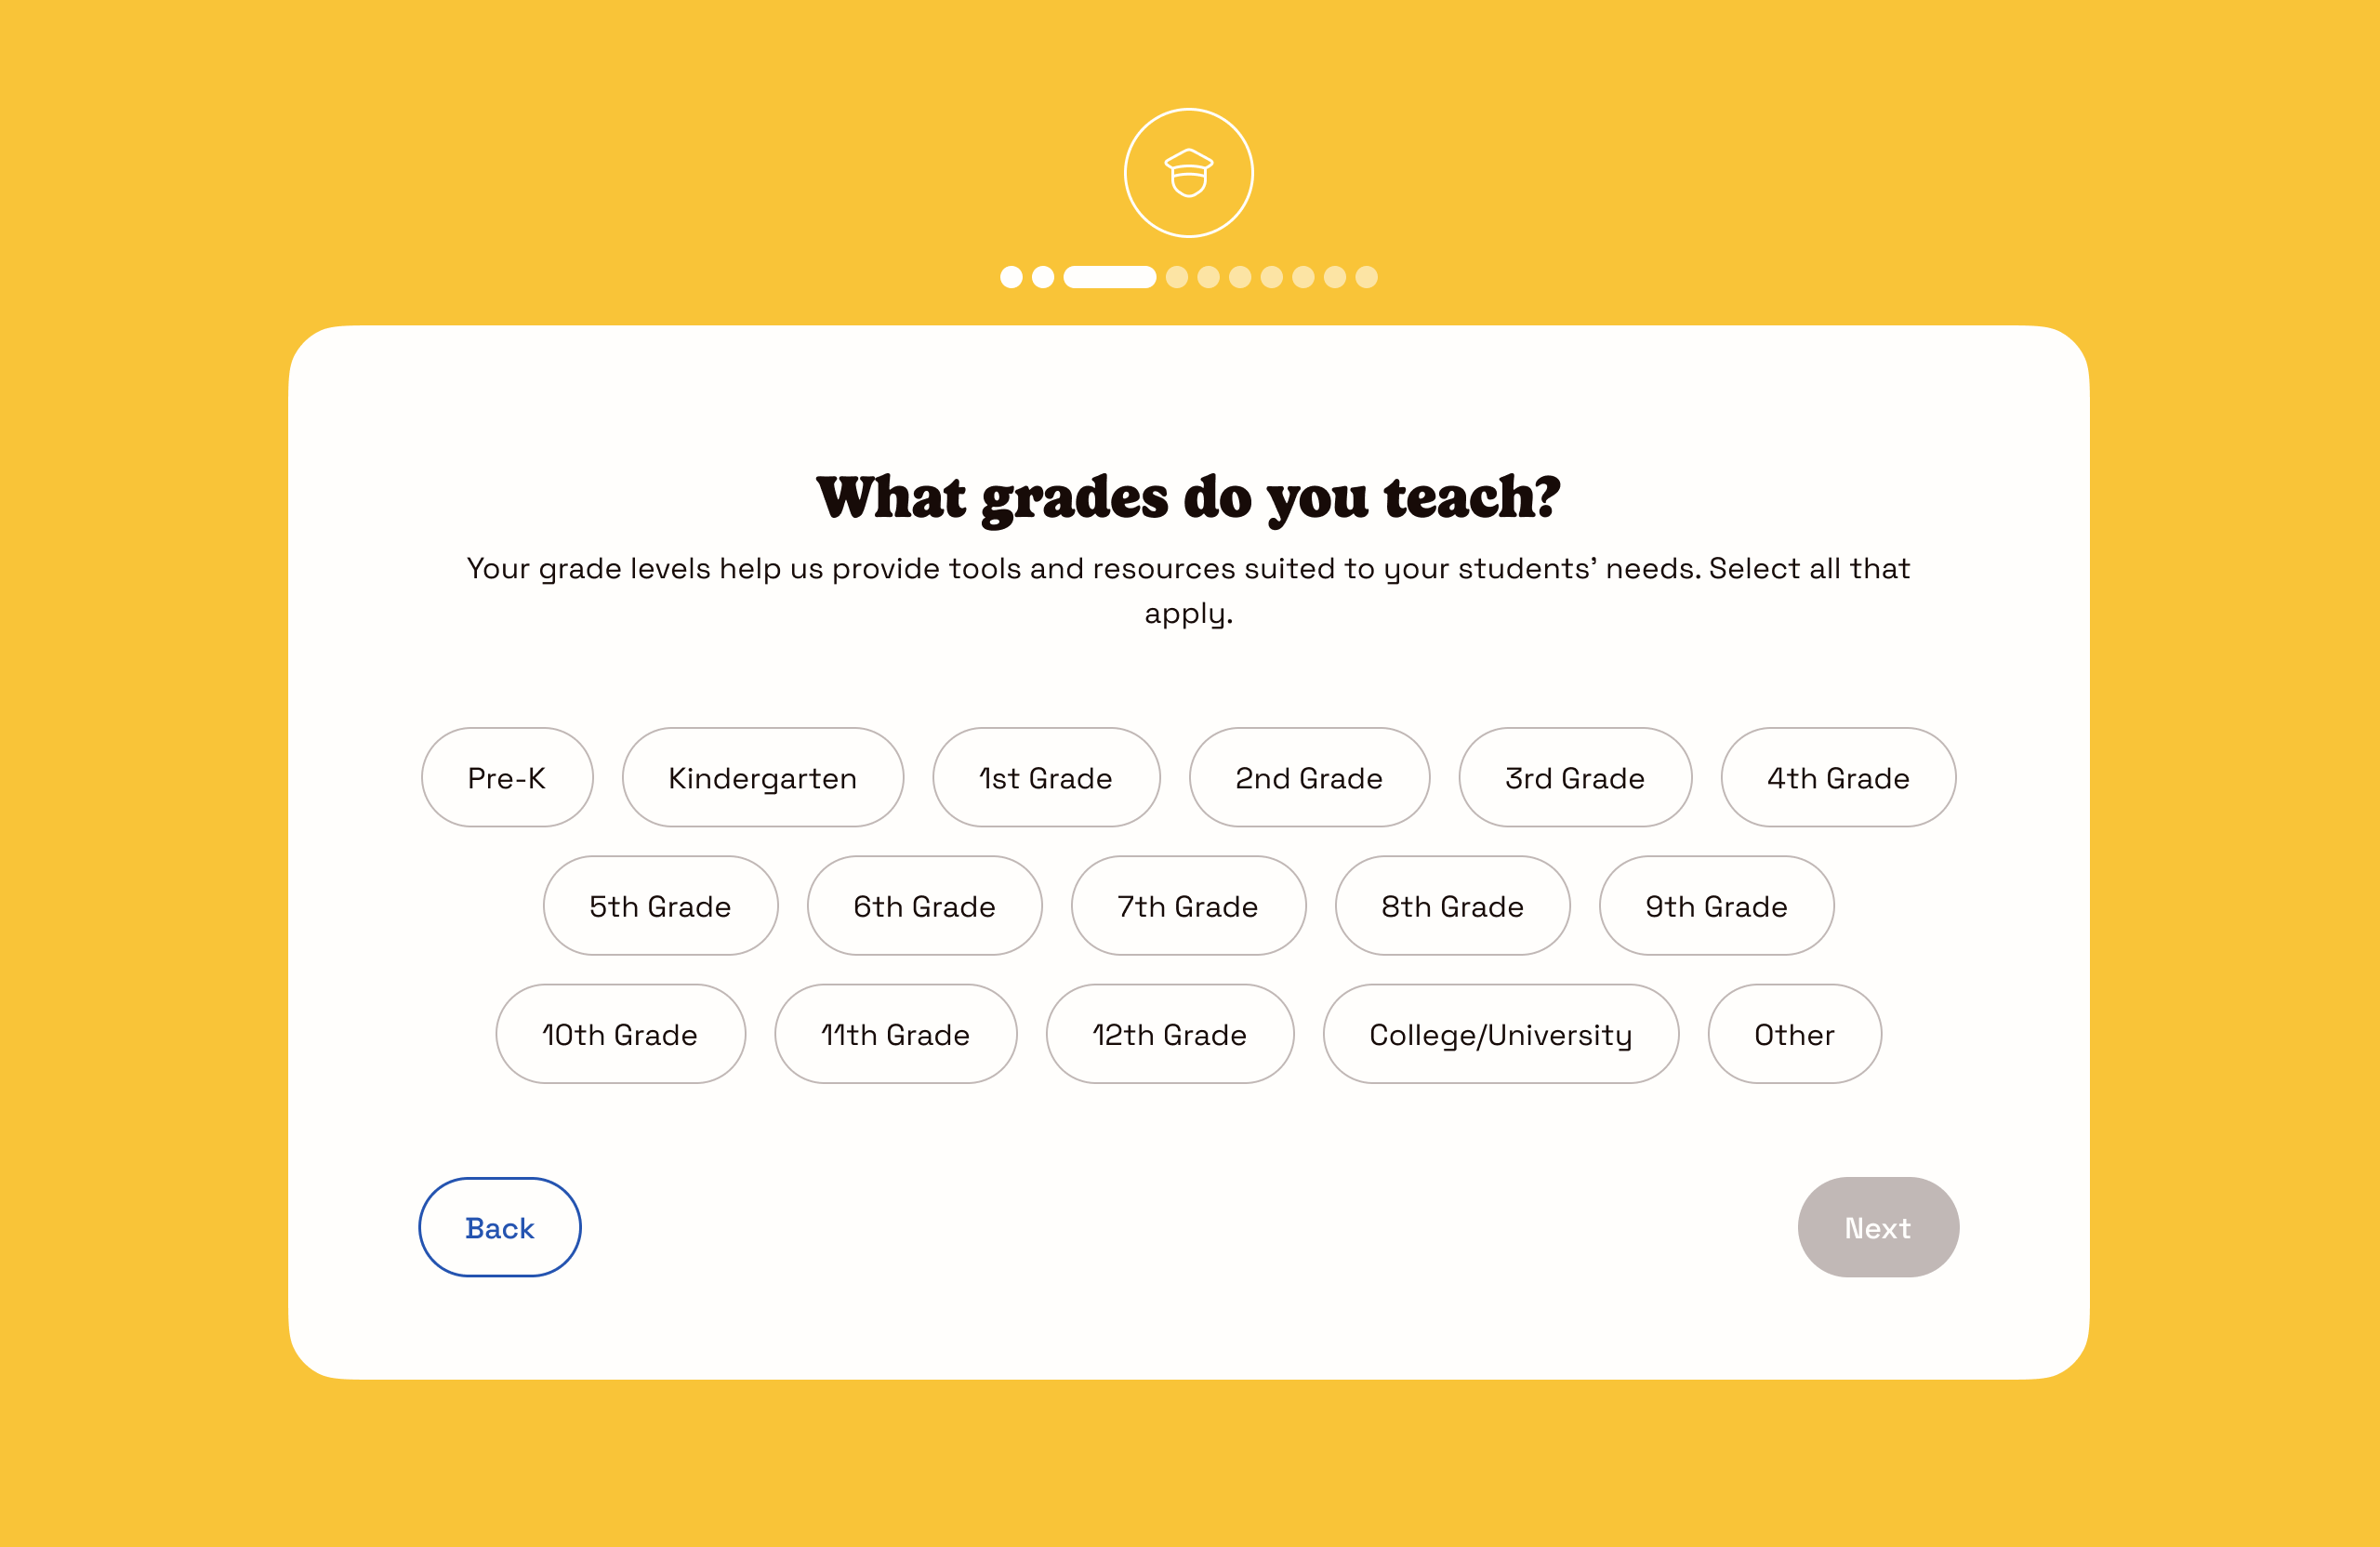 What grades do you teach?
Your grade levels help us provide tools and resources suited to your students’ needs. Select all that
apply.
Pre-K Kindergarten 1st Grade 2nd Grade 3rd Grade 4th Grade
5th Grade 6th Grade 7th Grade 8th Grade 9th Grade
10th Grade 11th Grade 12th Grade College/University Other
Back Next